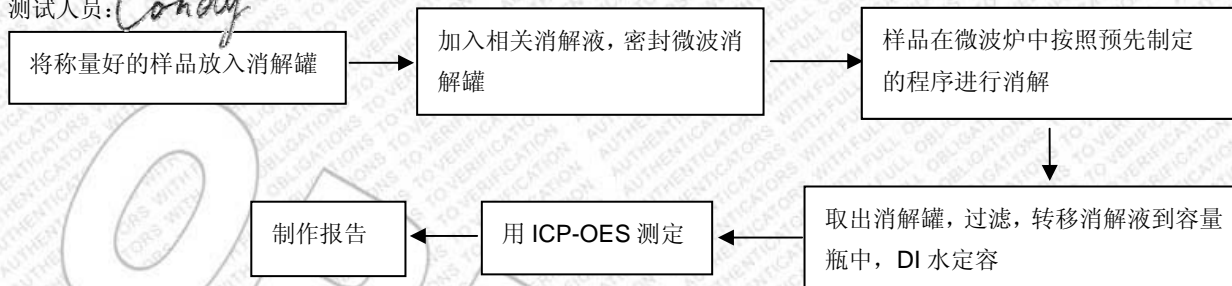 测试人员：Condy
将称量好的样品放入消解罐
加入相关消解液，密封微波消
解罐
样品在微波炉中按照预先制定
的程序进行消解
取出消解罐，过滤，转移消解液到容量
瓶中，DI 水定容
用 ICP-OES 测定
制作报告